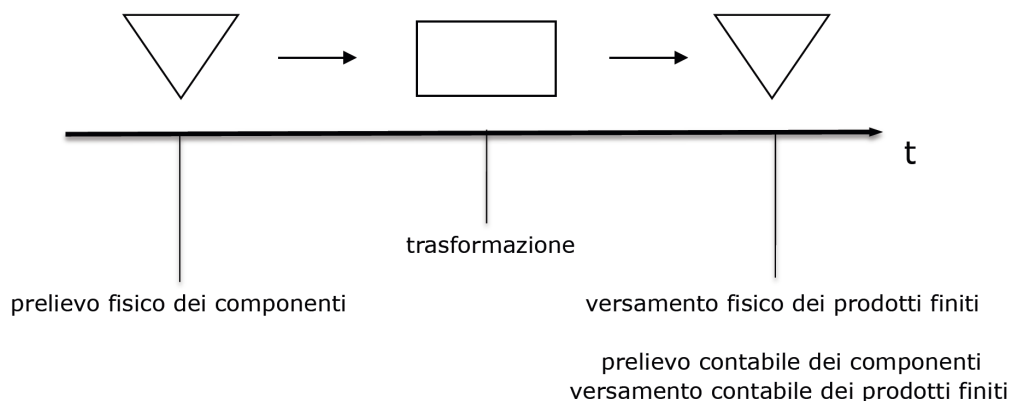 t
trasformazione
prelievo fisico dei componenti
versamento fisico dei prodotti finiti
prelievo contabile dei componenti
versamento contabile dei prodotti finiti